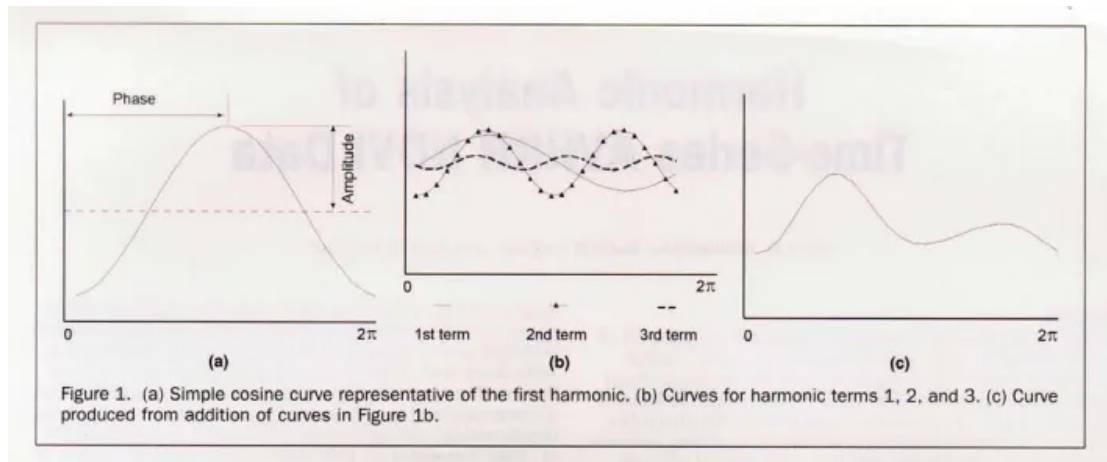 Phase
Amplitude
0
2π
(a)
0
2π
1st term
2nd term
3rd term
(b)
0
2π
(c)
Figure 1. (a) Simple cosine curve representative of the first harmonic. (b) Curves for harmonic terms 1, 2, and 3. (c) Curve
produced from addition of curves in Figure 1b.